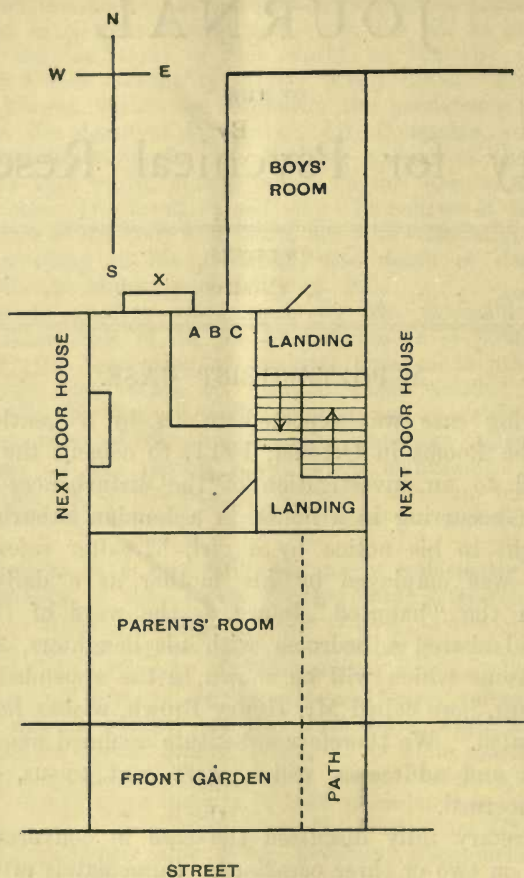 N
W E
S
BOYS'
ROOM
X
A B C
LANDING
NEXT DOOR HOUSE
NEXT DOOR HOUSE
LANDING
PARENTS' ROOM
FRONT GARDEN
PATH
STREET